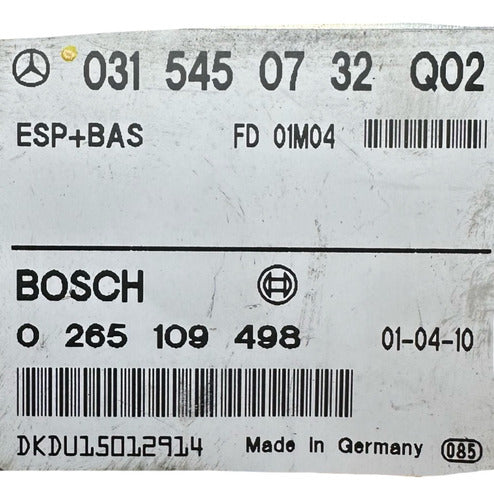 031 545 07 32 Q02
ESP+BAS FD 01M04
BOSCH
0 265 109 498 01-04-10
DKDU15012914 Made in Germany 085